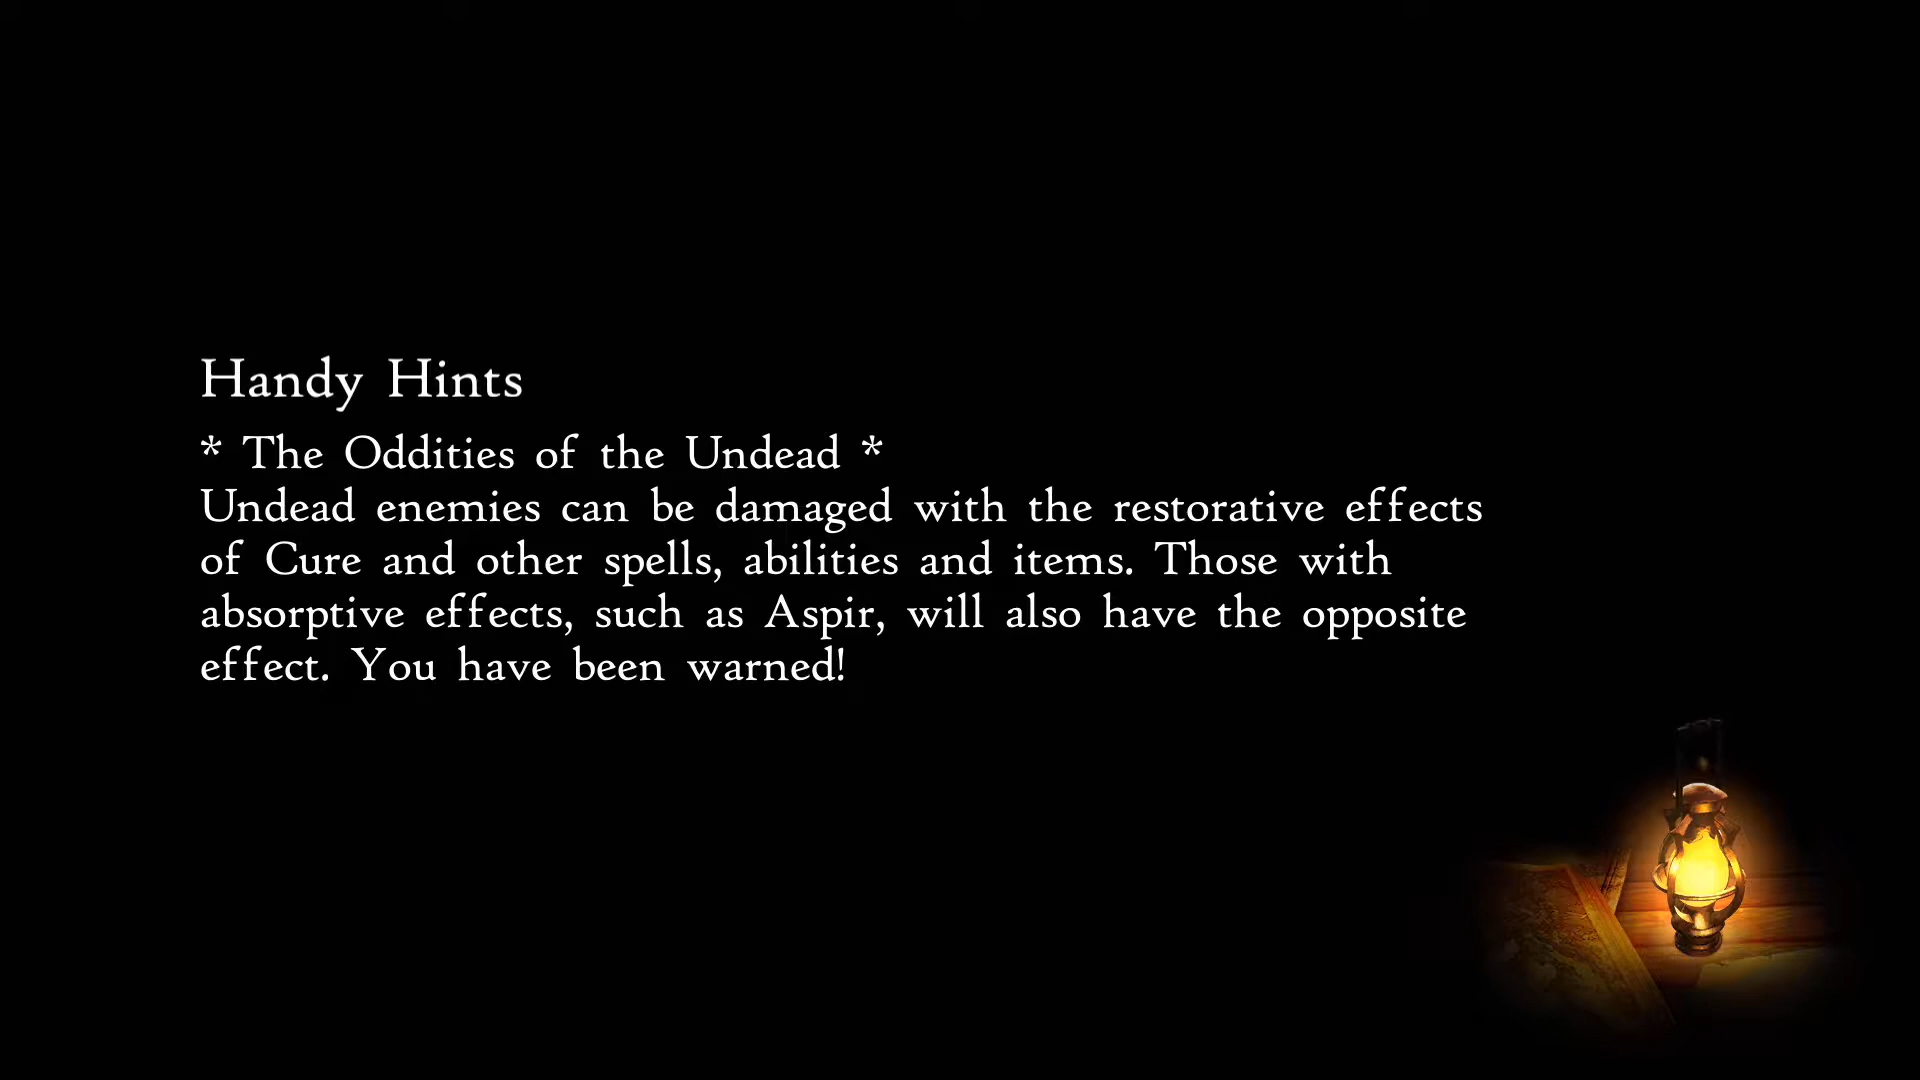 Handy Hints
* The Oddities of the Undead *
Undead enemies can be damaged with the restorative effects
of Cure and other spells, abilities and items. Those with
absorptive effects, such as Aspir, will also have the opposite
effect. You have been warned!